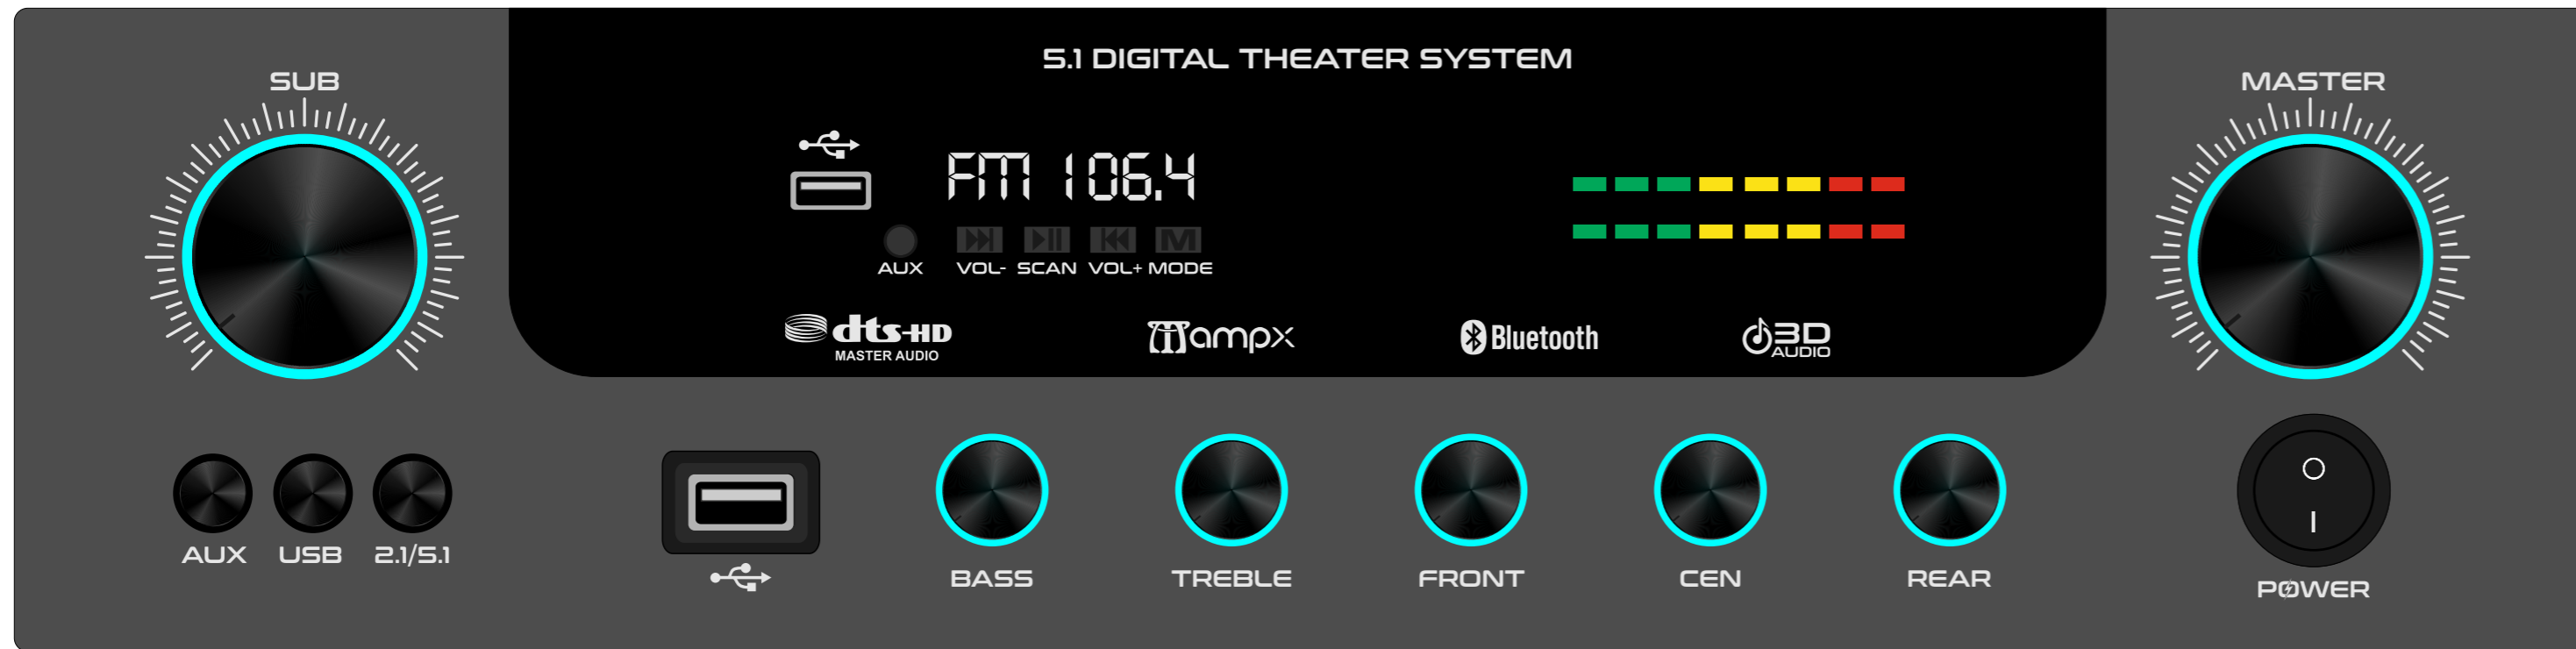 5.1 DIGITAL THEATER SYSTEM
SUB
MASTER
FM 106.4
M
AUX VOL- SCAN VOL+ MODE
dts-HD
MASTER AUDIO
ampx
Bluetooth
3D
AUDIO
AUX USB 2.1/5.1
BASS TREBLE FRONT CEN REAR
POWER